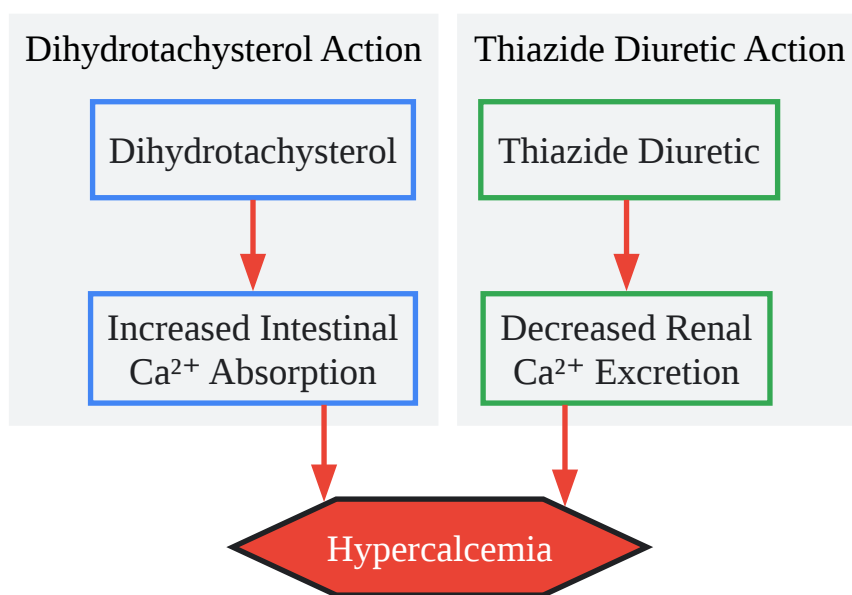 Dihydrotachysterol Action
Dihydrotachysterol
Increased Intestinal
Ca²⁺ Absorption
Thiazide Diuretic Action
Thiazide Diuretic
Decreased Renal
Ca²⁺ Excretion
Hypercalcemia